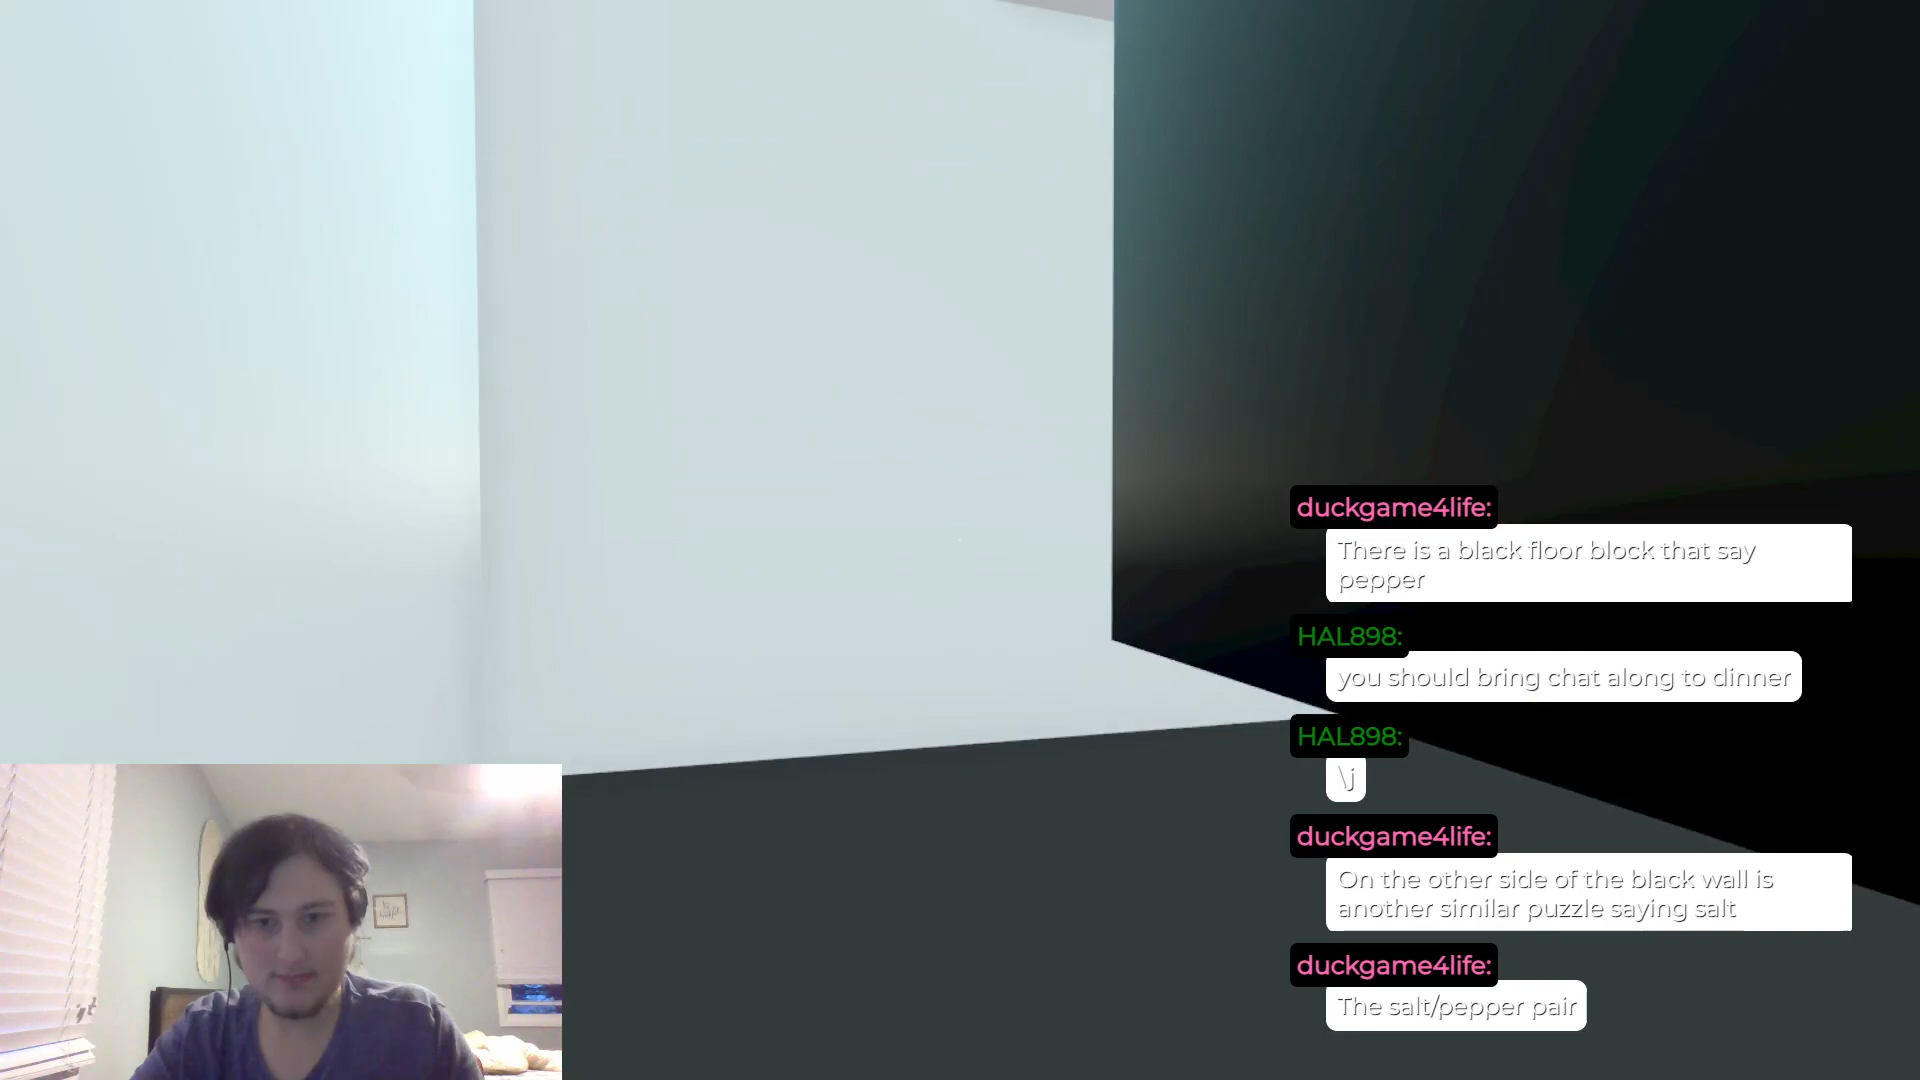 duckgame4life:
There is a black floor block that say
pepper
HAL898:
you should bring chat along to dinner
HAL898:
\j
duckgame4life:
On the other side of the black wall is
another similar puzzle saying salt
duckgame4life:
The salt/pepper pair